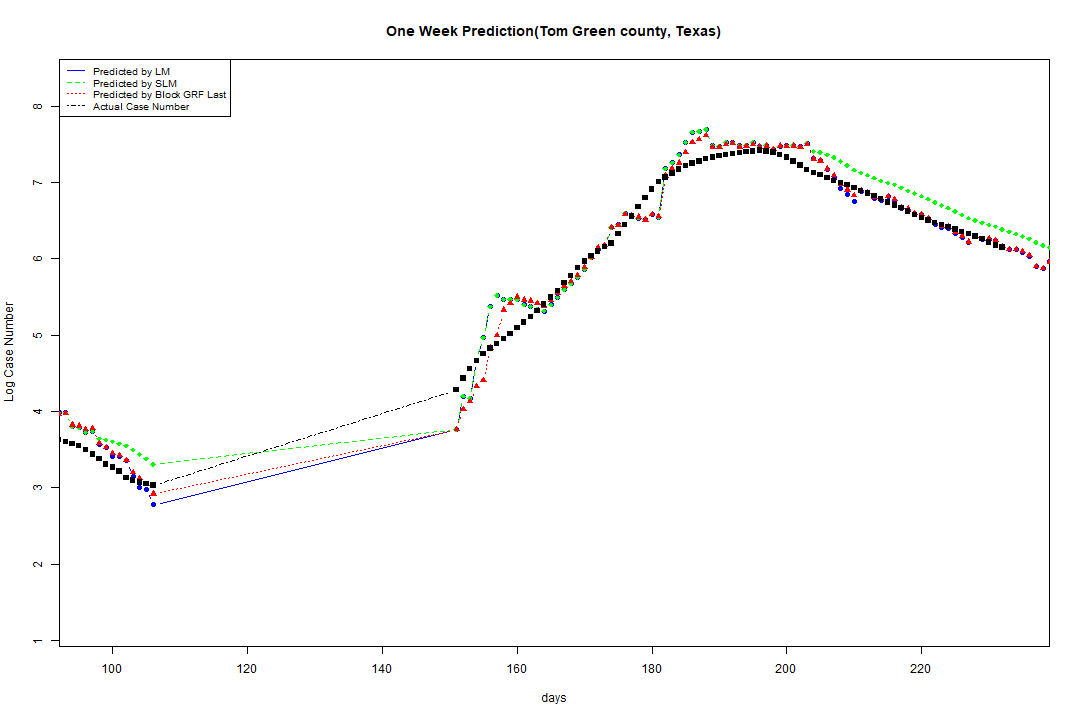 One Week Prediction(Tom Green county, Texas)
Predicted by LM
Predicted by SLM
Predicted by Block GRF Last
Actual Case Number
8
7
6
5
4
3
2
1
Log Case Number
100 120 140 160 180 200 220
days